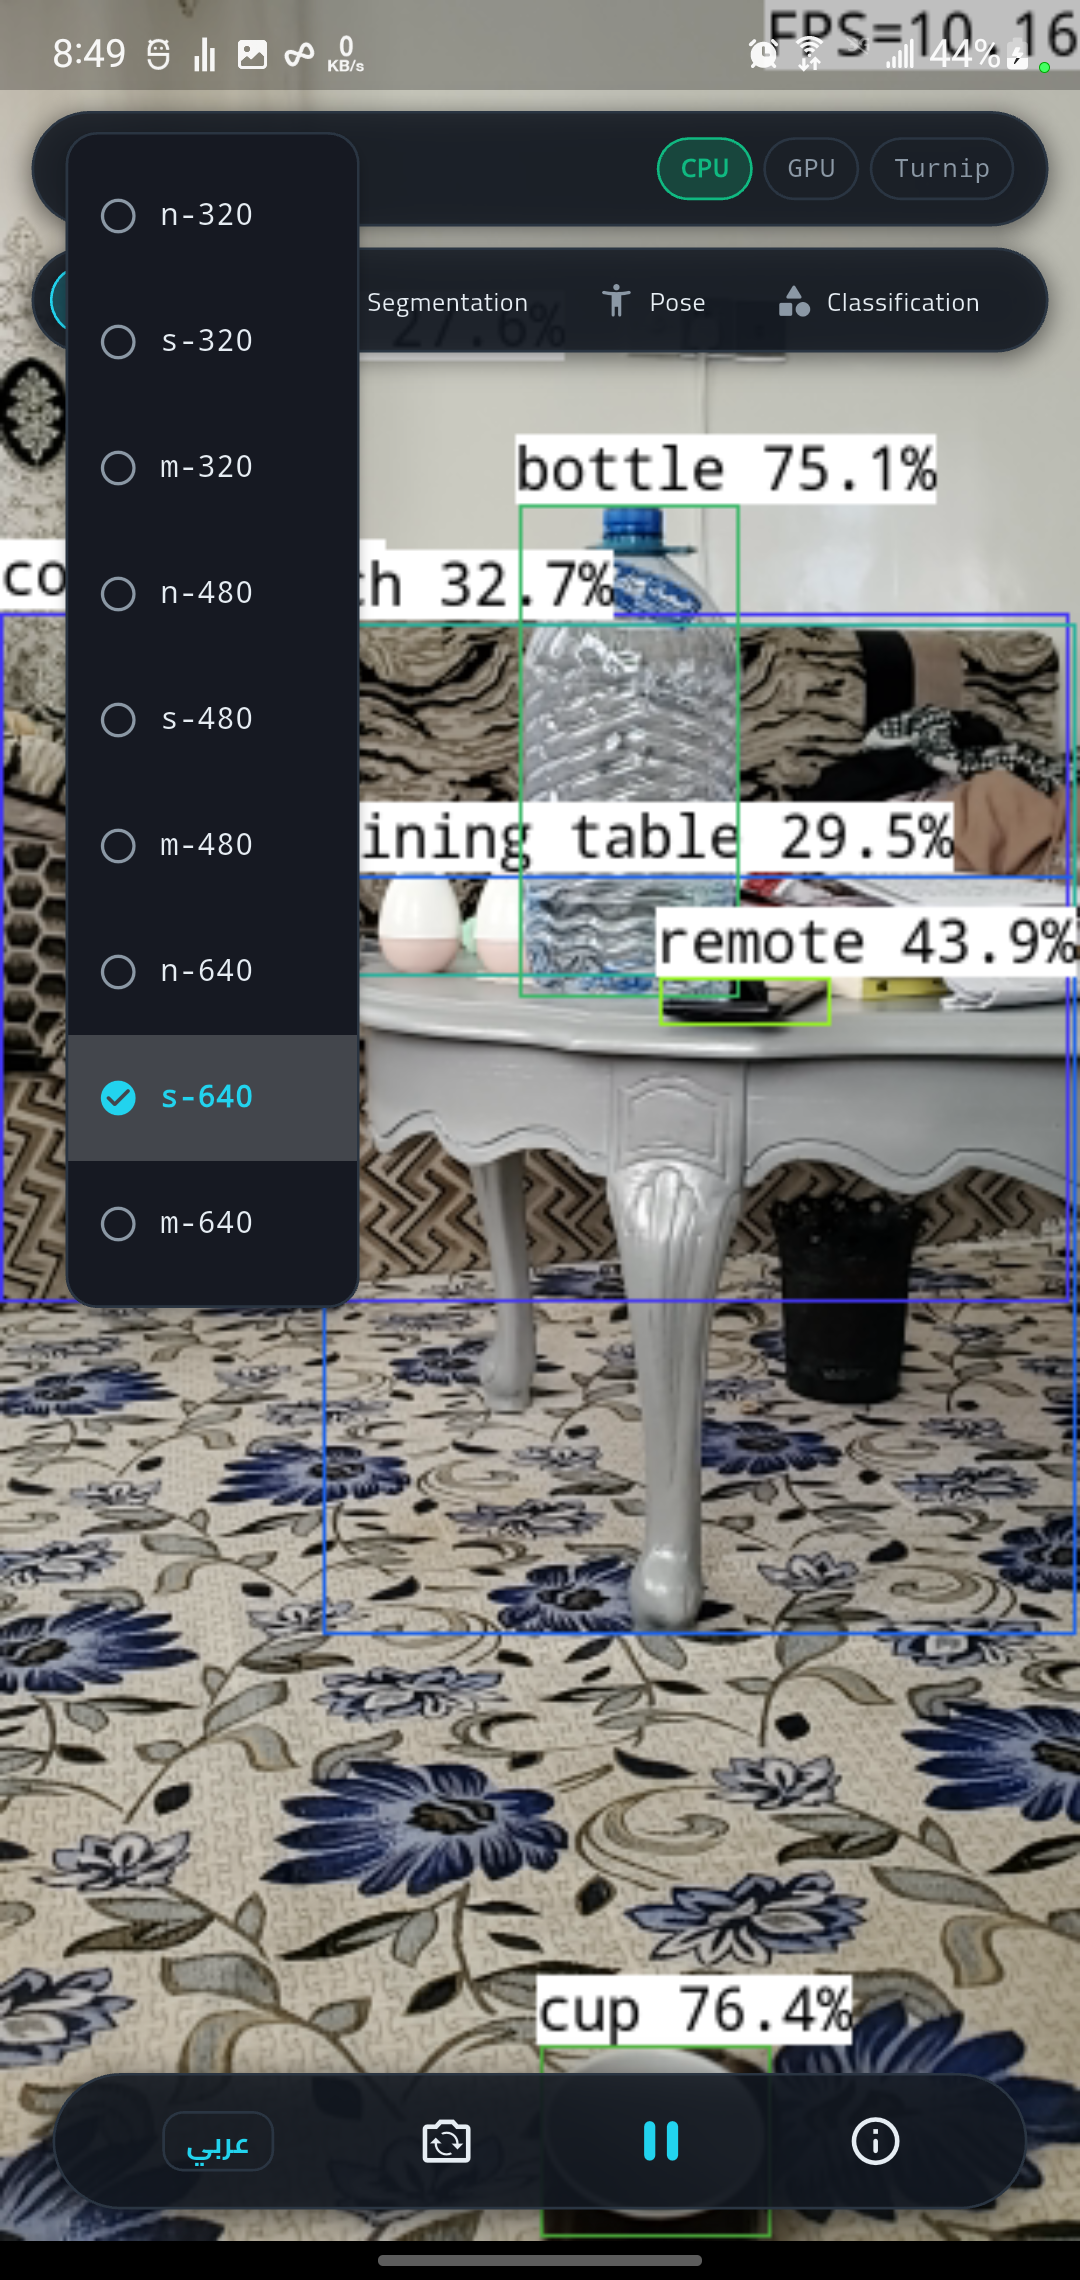 FPS=10.16
8:49
0
KB/s
44%
CPU
GPU
Turnip
n-320
s-320
m-320
n-480
s-480
m-480
n-640
s-640
m-640
Segmentation
Pose
Classification
27.6%
bottle 75.1%
32.7%
table 29.5%
remote 43.9%
cup 76.4%
عربي